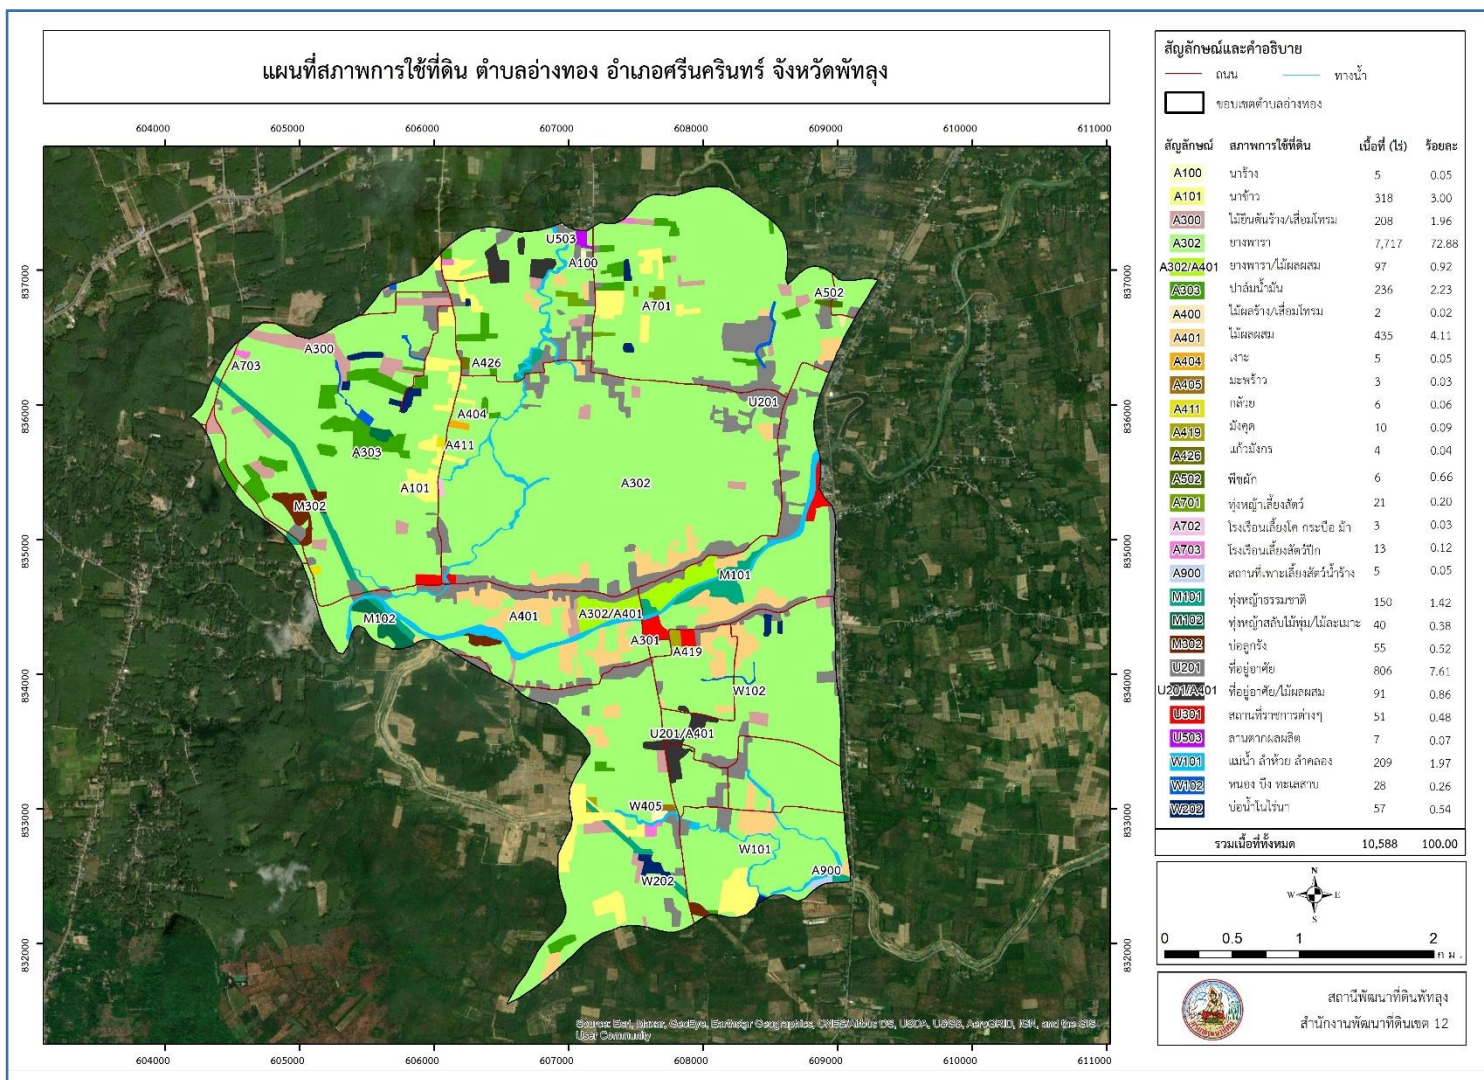 แผนที่สภาพการใช้ที่ดิน ตำบลอ่างทอง อำเภอศรีนครินทร์ จังหวัดพัทลุง
604000 605000 606000 607000 608000 609000 610000 611000
837000 837000
836000 836000
835000 835000
834000 834000
833000 833000
832000 832000
U503
A100
A502
A701
A300
A703
A426
U201
A404
A411
A303
A302
A101
M302
M101
M102
A401
A302/A401
A301
A419
W102
U201/A401
W405
W101
A900
W202
Source: Esri, Maxar, GeoEye, Earthstar Geographics, CNES/Airbus DS, USDA, USGS, AeroGRID, IGN, and the GIS
User Community
604000 605000 606000 607000 608000 609000 610000 611000
สัญลักษณ์และคำอธิบาย
ถนน ทางน้ำ
ขอบเขตตำบลอ่างทอง
สัญลักษณ์ สภาพการใช้ที่ดิน เนื้อที่ (ไร่) ร้อยละ
A100 นาร้าง 5 0.05
A101 นาข้าว 318 3.00
A300 ไม้ยืนต้นร้าง/เสื่อมโทรม 208 1.96
A302 ยางพารา 7,717 72.88
A302/A401 ยางพารา/ไม้ผลผสม 97 0.92
A303 ปาล์มน้ำมัน 236 2.23
A400 ไม้ผลร้าง/เสื่อมโทรม 2 0.02
A401 ไม้ผลผสม 435 4.11
A404 เงาะ 5 0.05
A405 มะพร้าว 3 0.03
A411 กล้วย 6 0.06
A419 มังคุด 10 0.09
A426 แก้วมังกร 4 0.04
A502 พืชผัก 6 0.66
A701 ทุ่งหญ้าเลี้ยงสัตว์ 21 0.20
A702 โรงเรือนเลี้ยงโค กระบือ ม้า 3 0.03
A703 โรงเรือนเลี้ยงสัตว์ปีก 13 0.12
A900 สถานที่เพาะเลี้ยงสัตว์น้ำร้าง 5 0.05
M101 ทุ่งหญ้าธรรมชาติ 150 1.42
M102 ทุ่งหญ้าสลับไม้พุ่ม/ไม้ละเมาะ 40 0.38
M302 บ่อลูกรัง 55 0.52
U201 ที่อยู่อาศัย 806 7.61
U201/A401 ที่อยู่อาศัย/ไม้ผลผสม 91 0.86
U301 สถานที่ราชการต่างๆ 51 0.48
U503 ลานตากผลผลิต 7 0.07
W101 แม่น้ำ ลำห้วย ลำคลอง 209 1.97
W102 หนอง บึง ทะเลสาบ 28 0.26
W202 บ่อน้ำในไร่นา 57 0.54
รวมเนื้อที่ทั้งหมด 10,588 100.00
N
W E
S
0 0.5 1 2
กม.
สถานีพัฒนาที่ดินพัทลุง
สำนักงานพัฒนาที่ดินเขต 12